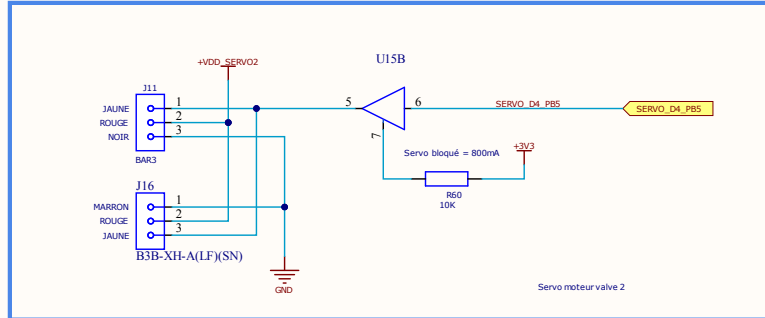 U15B
+VDD_SERVO2
J11
JAUNE 1
ROUGE 2
NOIR 3
BAR3
5
6
7
SERVO_D4_PB5
SERVO_D4_PB5
Servo bloqué = 800mA
+3V3
R60
10K
J16
MARRON 1
ROUGE 2
JAUNE 3
B3B-XH-A(LF)(SN)
GND
Servo moteur valve 2